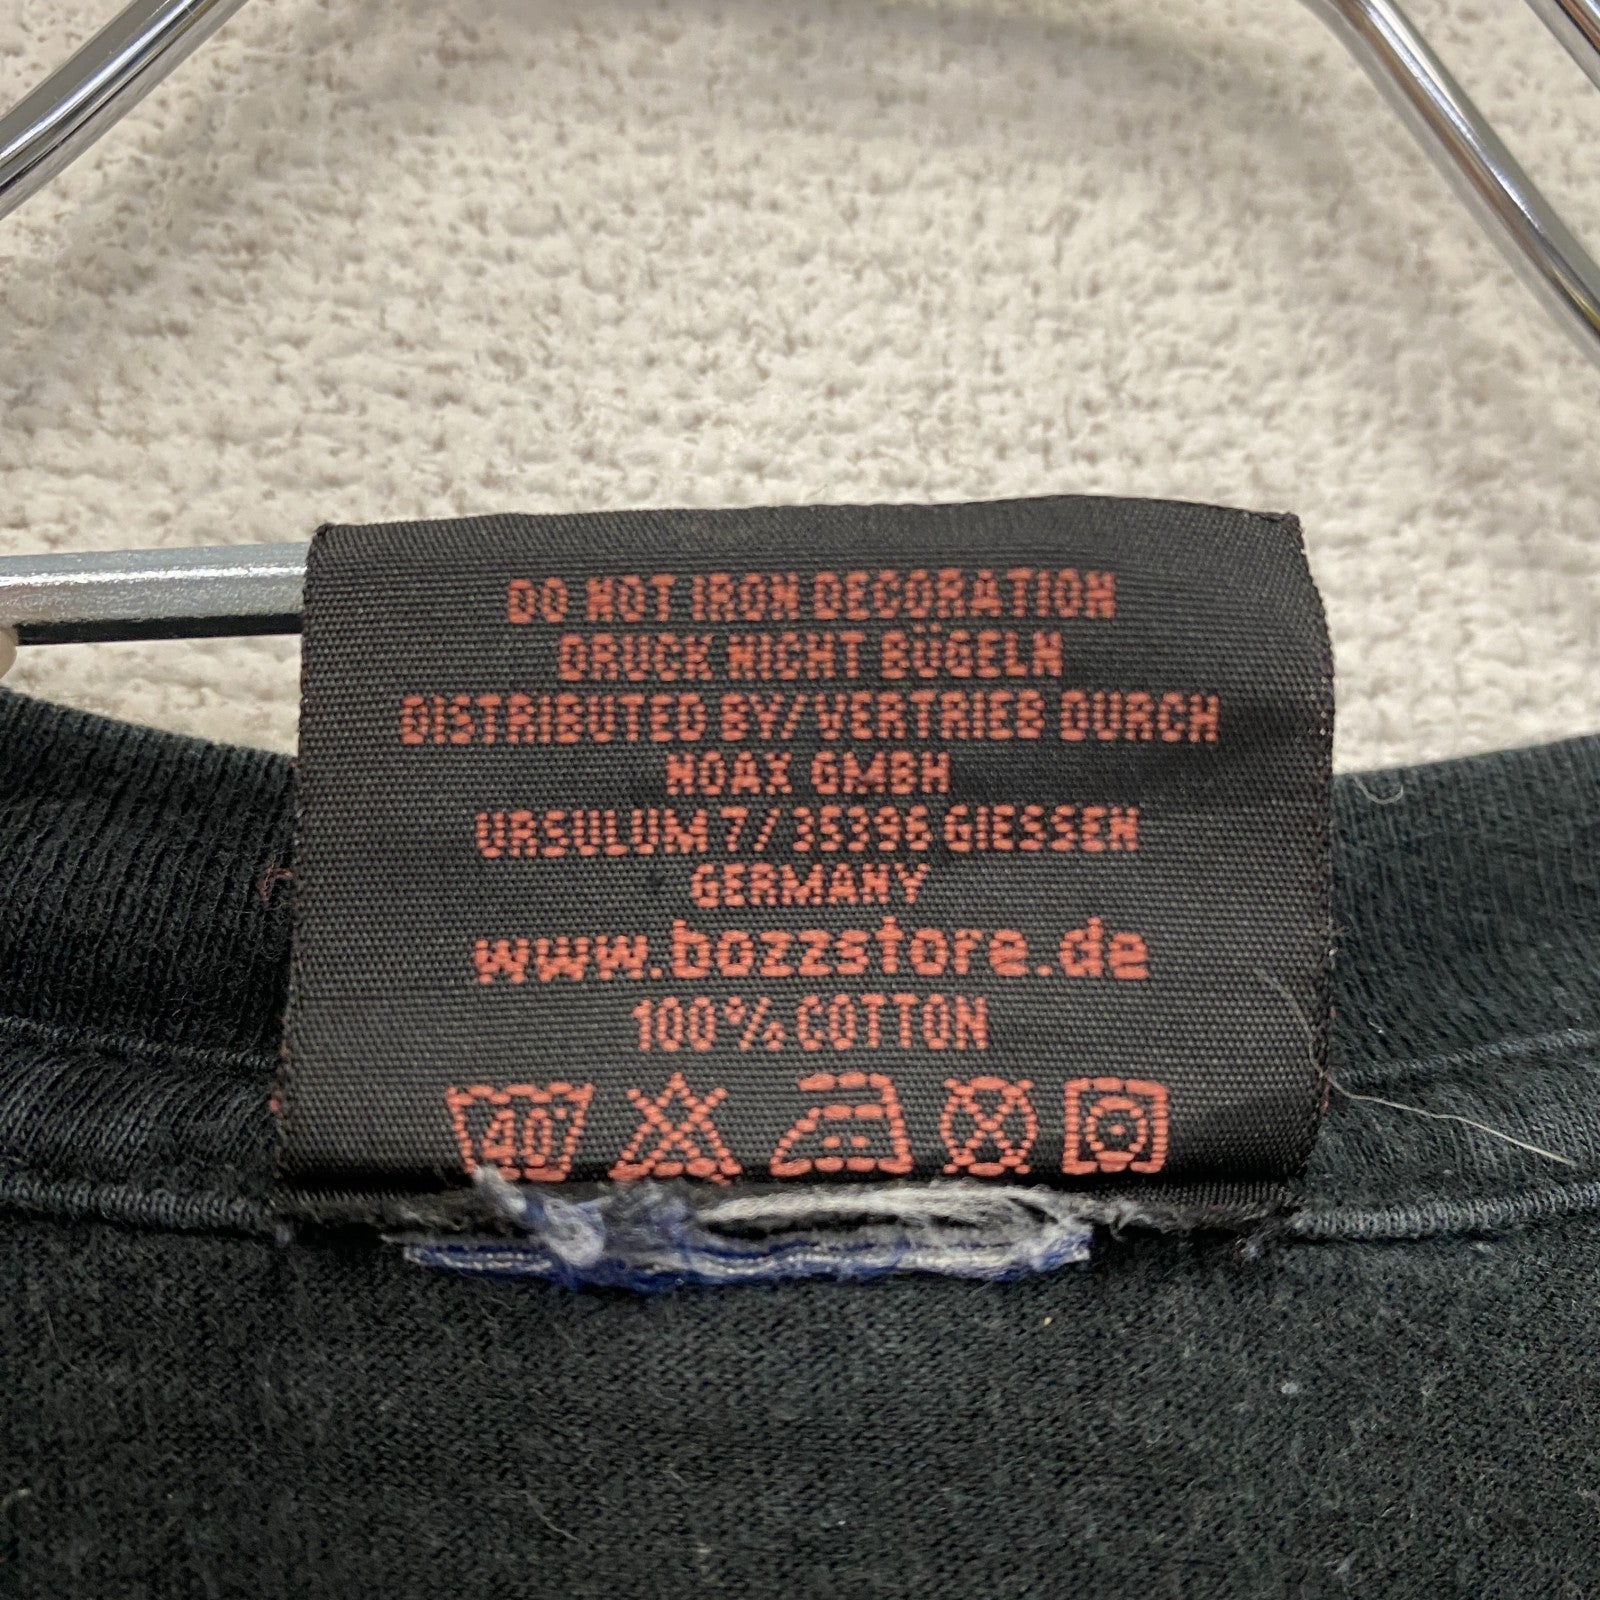 DO NOT IRON DECORATION
DRUCK NICHT BÜGELN
DISTRIBUTED BY/VERTRIEB DURCH
NOAX GMBH
URSULUM 7/35396 GIESSEN
GERMANY
www.bozzstore.de
100% COTTON
40°